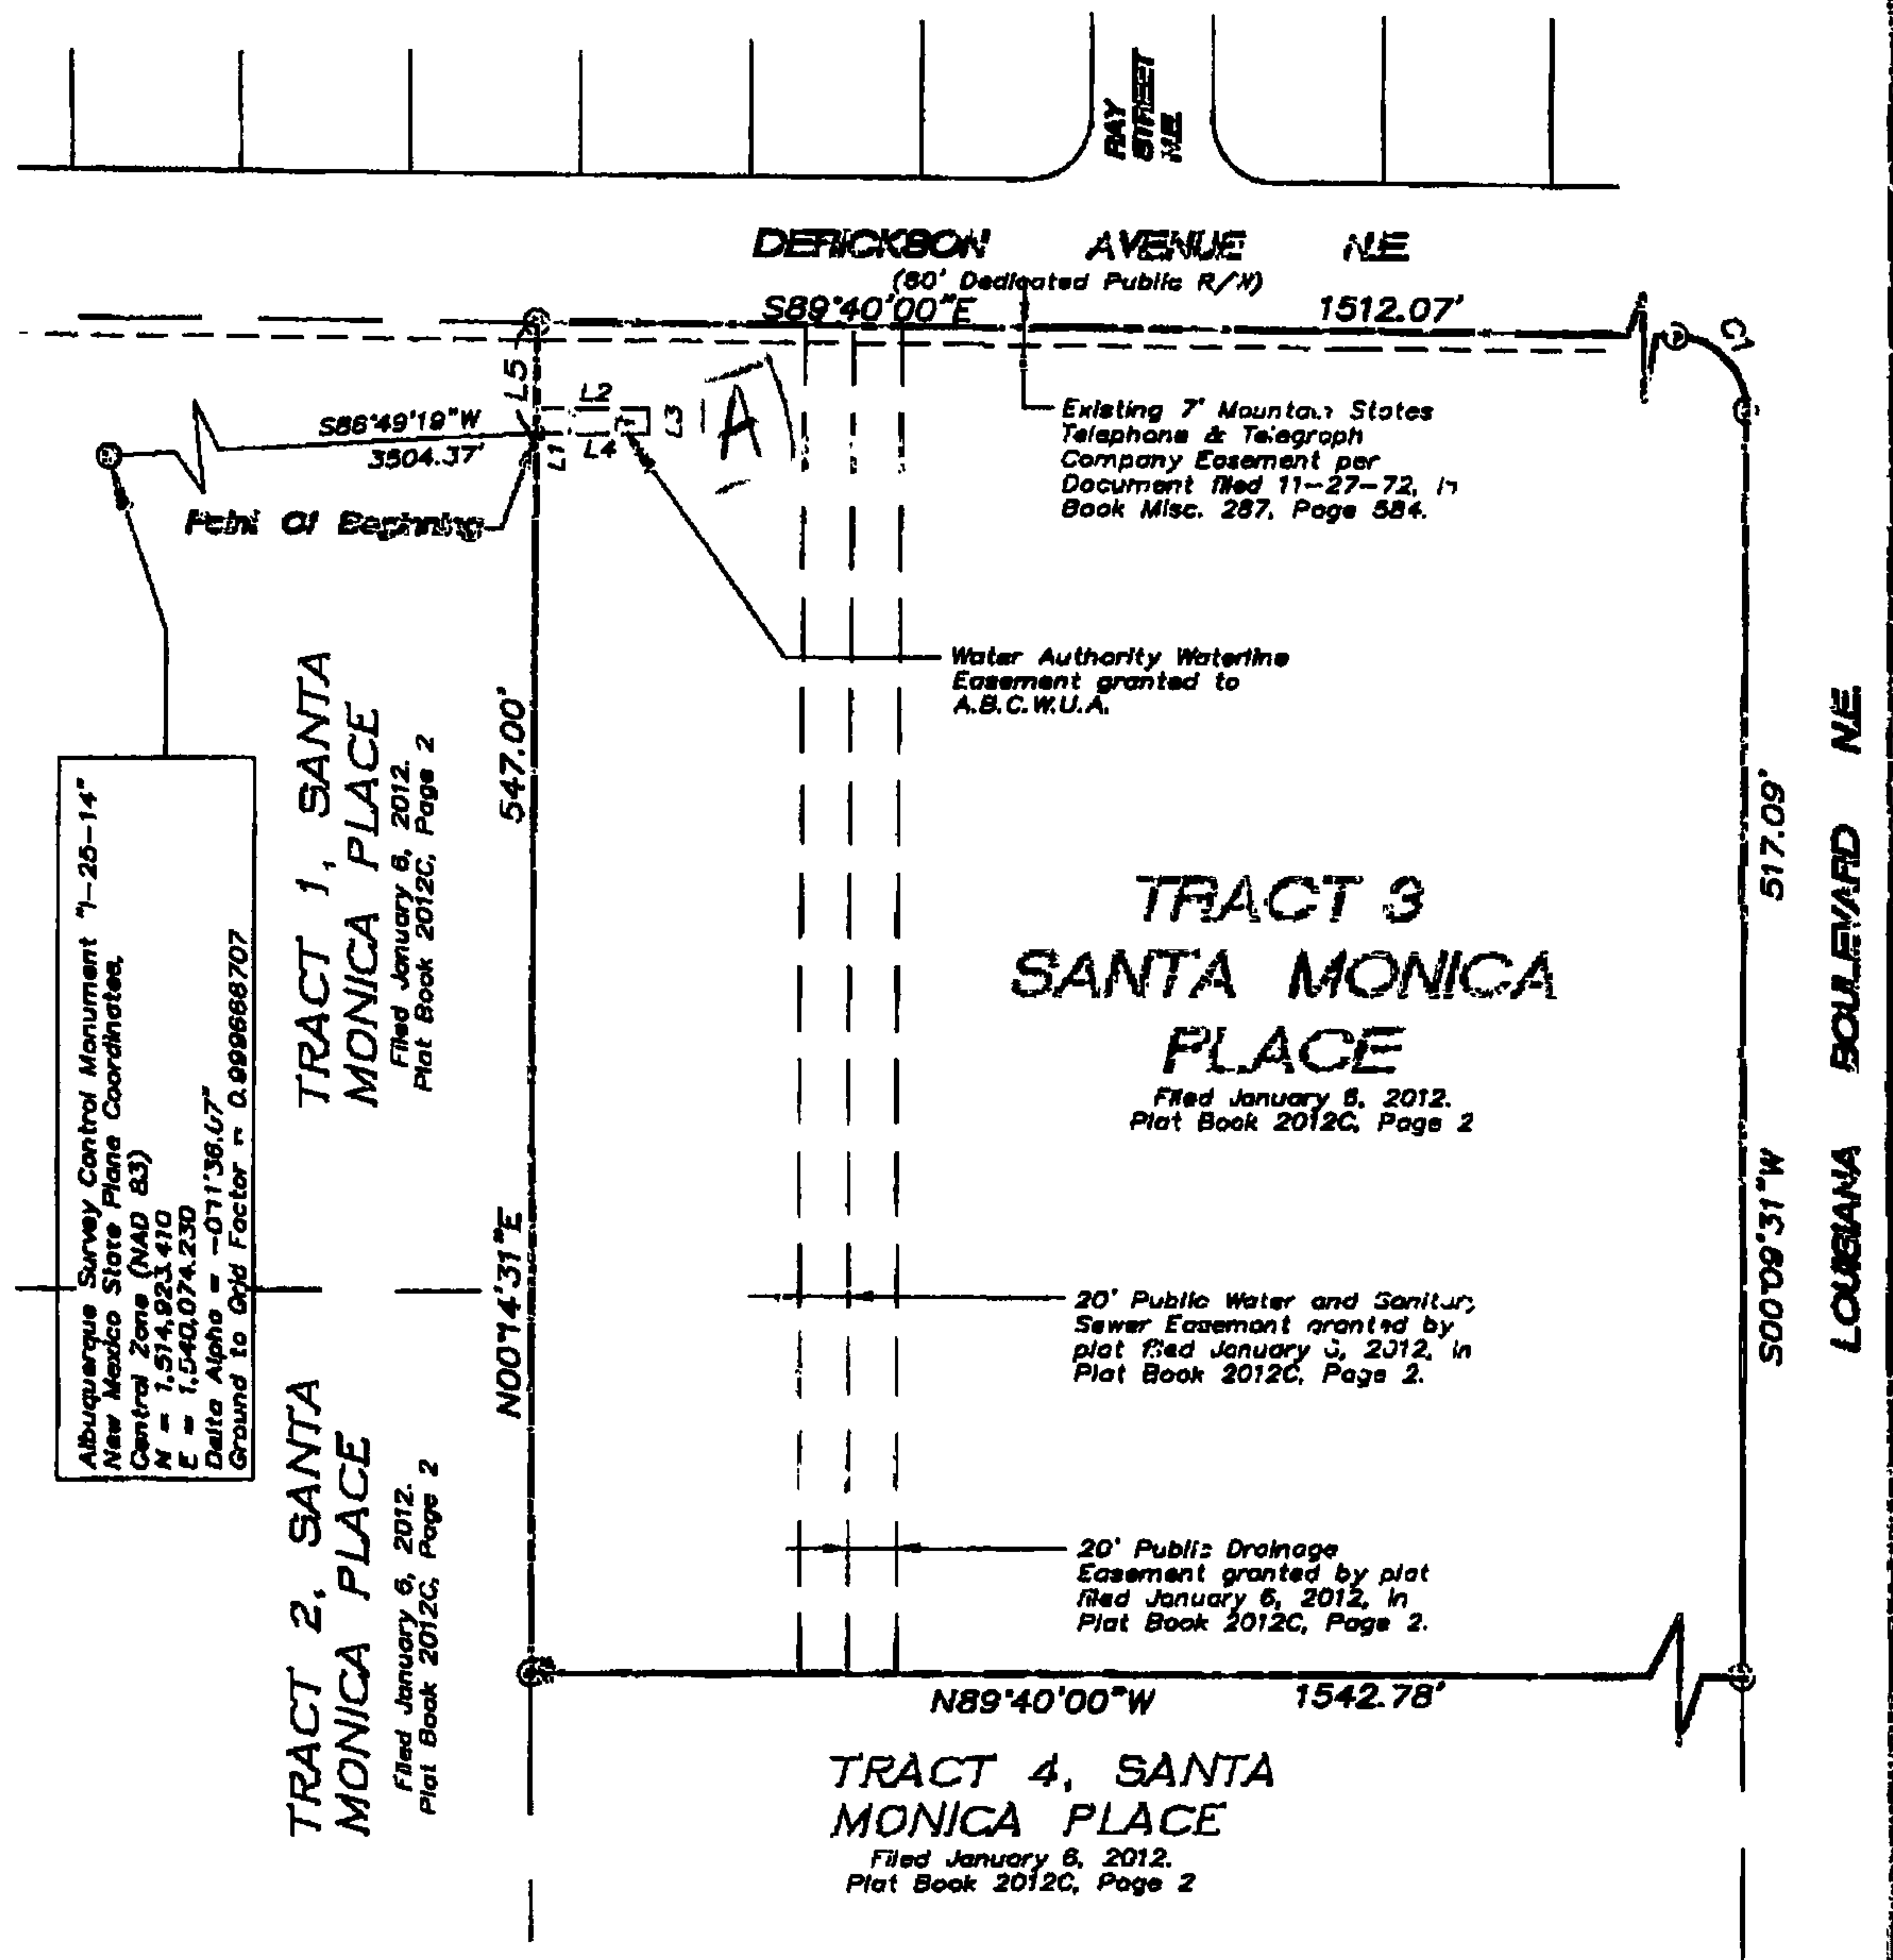 RAY
STREET
N.E.
DERICKSON AVENUE N.E.
(60' Dedicated Public R/W)
S89°40'00"E 1512.07'
C1
L5
L2
L3
A
L1
L4
S88°49'19"W
3504.37'
Point Of Beginning
Existing 7' Mountain States
Telephone & Telegraph
Company Easement per
Document filed 11-27-72, in
Book Misc. 287, Page 584.
Water Authority Waterline
Easement granted to
A.B.C.W.U.A.
Albuquerque Survey Control Monument "1-25-14"
New Mexico State Plane Coordinates,
Central Zone (NAD 83)
N = 1,514,923.410
E = 1,540,074.230
Delta Alpha =
Ground to Grid Factor = 0.999668707
TRACT 1, SANTA
MONICA PLACE
Filed January 6, 2012.
Plat Book 2012C, Page 2
547.00'
N00°14'31"E
TRACT 2, SANTA
MONICA PLACE
Filed January 6, 2012.
Plat Book 2012C, Page 2
TRACT 3
SANTA MONICA
PLACE
Filed January 6, 2012.
Plat Book 2012C, Page 2
517.09'
S00°09'31"W
LOUISIANA BOULEVARD N.E.
20' Public Water and Sanitary
Sewer Easement granted by
plat filed January 6, 2012, in
Plat Book 2012C, Page 2.
20' Public Drainage
Easement granted by plat
filed January 6, 2012, in
Plat Book 2012C, Page 2.
N89°40'00"W 1542.78'
TRACT 4, SANTA
MONICA PLACE
Filed January 6, 2012.
Plat Book 2012C, Page 2